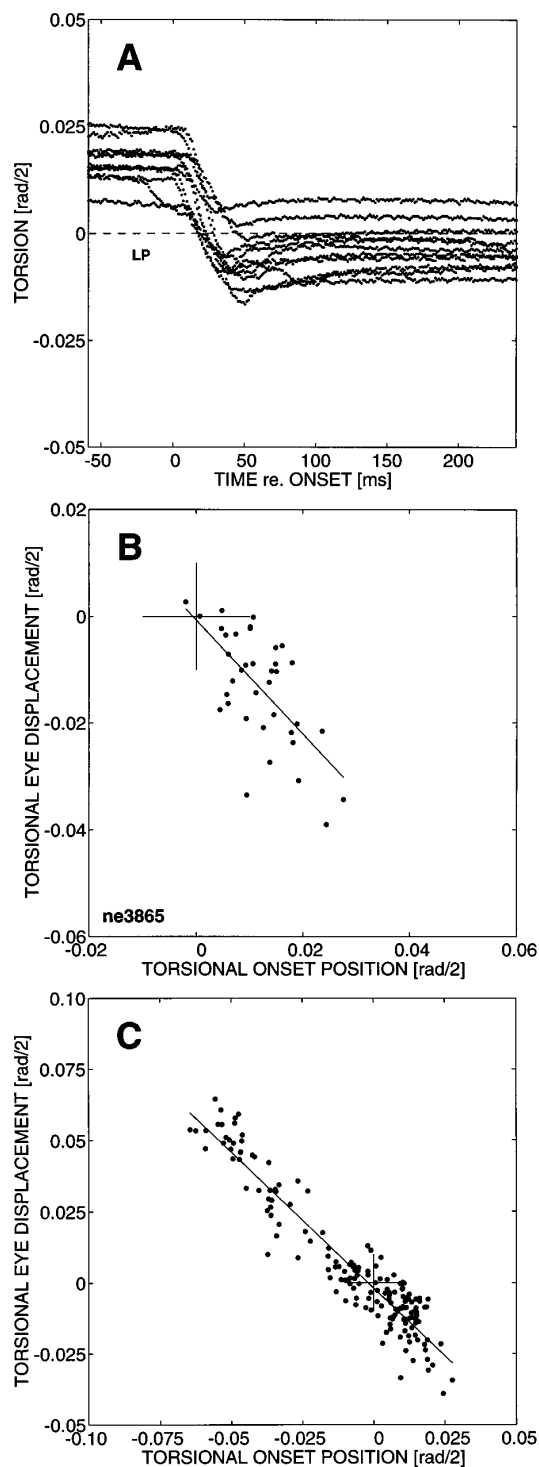 0.05
A
0.025
TORSION [rad/2]
0
LP
-0.025
-0.05
-50 0 50 100 150 200
TIME re. ONSET [ms]
0.02
B
0
TORSIONAL EYE DISPLACEMENT [rad/2]
-0.02
-0.04
ne3865
-0.06
-0.02 0 0.02 0.04 0.06
TORSIONAL ONSET POSITION [rad/2]
0.10
C
0.075
0.05
TORSIONAL EYE DISPLACEMENT [rad/2]
0.025
0
-0.025
-0.05
-0.10 -0.075 -0.05 -0.025 0 0.025 0.05
TORSIONAL ONSET POSITION [rad/2]